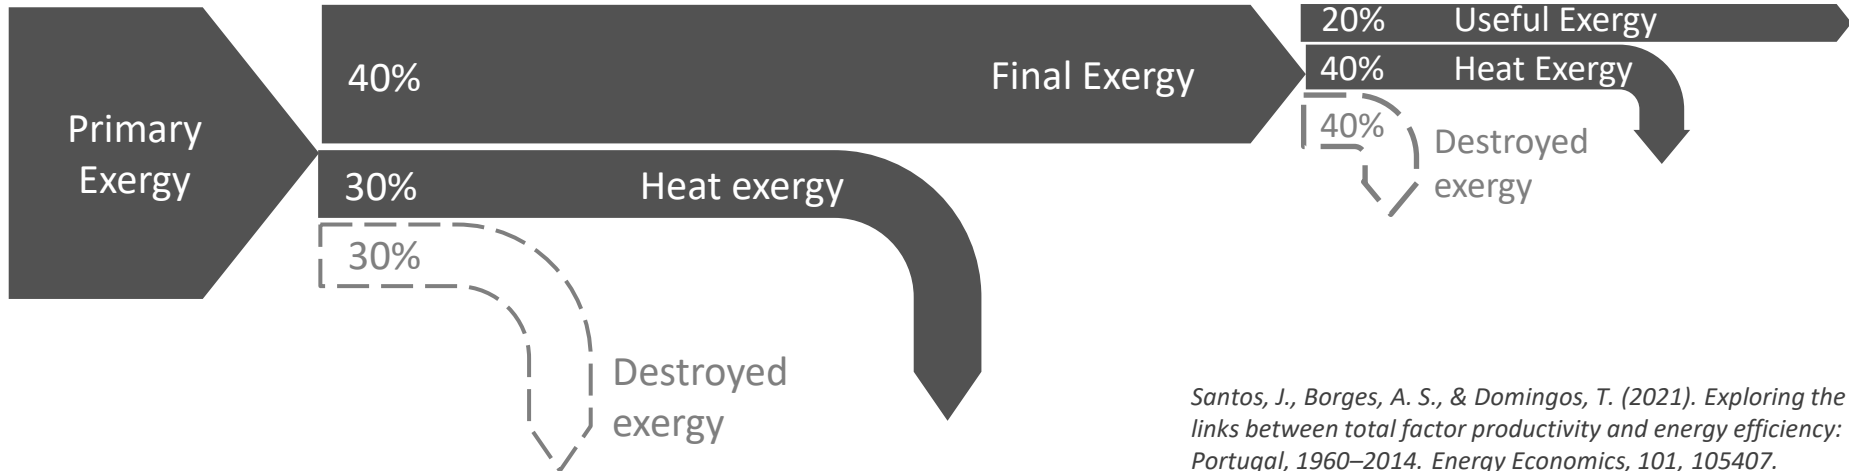 Primary
Exergy
40%
Final Exergy
30%
Heat exergy
30%
Destroyed
exergy
20%
Useful Exergy
40%
Heat Exergy
40%
Destroyed
exergy
Santos, J., Borges, A. S., & Domingos, T. (2021). Exploring the
links between total factor productivity and energy efficiency:
Portugal, 1960–2014. Energy Economics, 101, 105407.